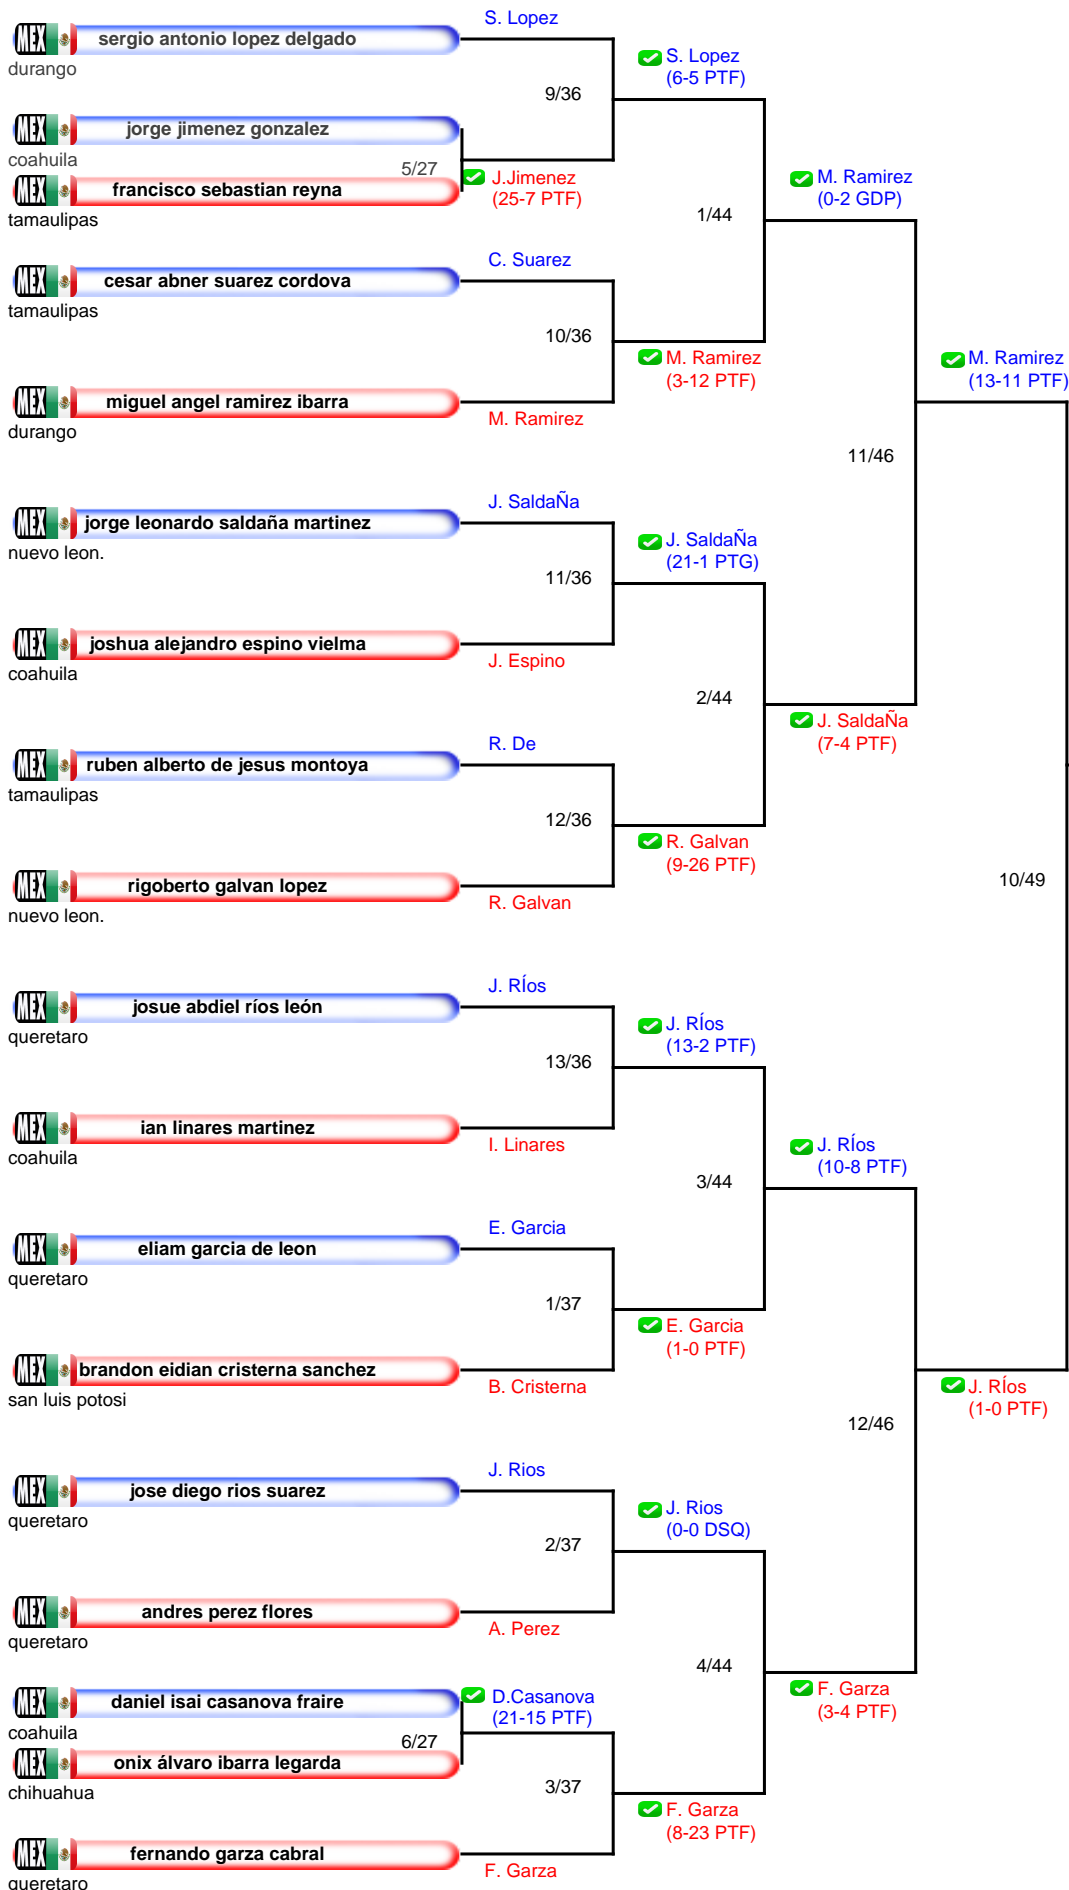 S. Lopez
MEX sergio antonio lopez delgado
durango
S. Lopez
(6-5 PTF)
9/36
MEX jorge jimenez gonzalez
coahuila
5/27
J.Jimenez
(25-7 PTF)
MEX francisco sebastian reyna
tamaulipas
M. Ramirez
(0-2 GDP)
1/44
C. Suarez
MEX cesar abner suarez cordova
tamaulipas
10/36
M. Ramirez
(3-12 PTF)
M. Ramirez
(13-11 PTF)
MEX miguel angel ramirez ibarra
durango
M. Ramirez
11/46
J. SaldaÑa
MEX jorge leonardo saldaña martinez
nuevo leon.
J. SaldaÑa
(21-1 PTG)
11/36
MEX joshua alejandro espino vielma
coahuila
J. Espino
2/44
J. SaldaÑa
(7-4 PTF)
R. De
MEX ruben alberto de jesus montoya
tamaulipas
12/36
R. Galvan
(9-26 PTF)
MEX rigoberto galvan lopez
nuevo leon.
R. Galvan
10/49
J. RÍos
MEX josue abdiel ríos león
queretaro
J. RÍos
(13-2 PTF)
13/36
MEX ian linares martinez
coahuila
I. Linares
J. RÍos
(10-8 PTF)
3/44
E. Garcia
MEX eliam garcia de leon
queretaro
1/37
E. Garcia
(1-0 PTF)
MEX brandon eidian cristerna sanchez
san luis potosi
B. Cristerna
J. RÍos
(1-0 PTF)
12/46
J. Rios
MEX jose diego rios suarez
queretaro
J. Rios
(0-0 DSQ)
2/37
MEX andres perez flores
queretaro
A. Perez
4/44
F. Garza
(3-4 PTF)
MEX daniel isai casanova fraire
coahuila
D.Casanova
(21-15 PTF)
6/27
MEX onix álvaro ibarra legarda
chihuahua
3/37
F. Garza
(8-23 PTF)
MEX fernando garza cabral
queretaro
F. Garza